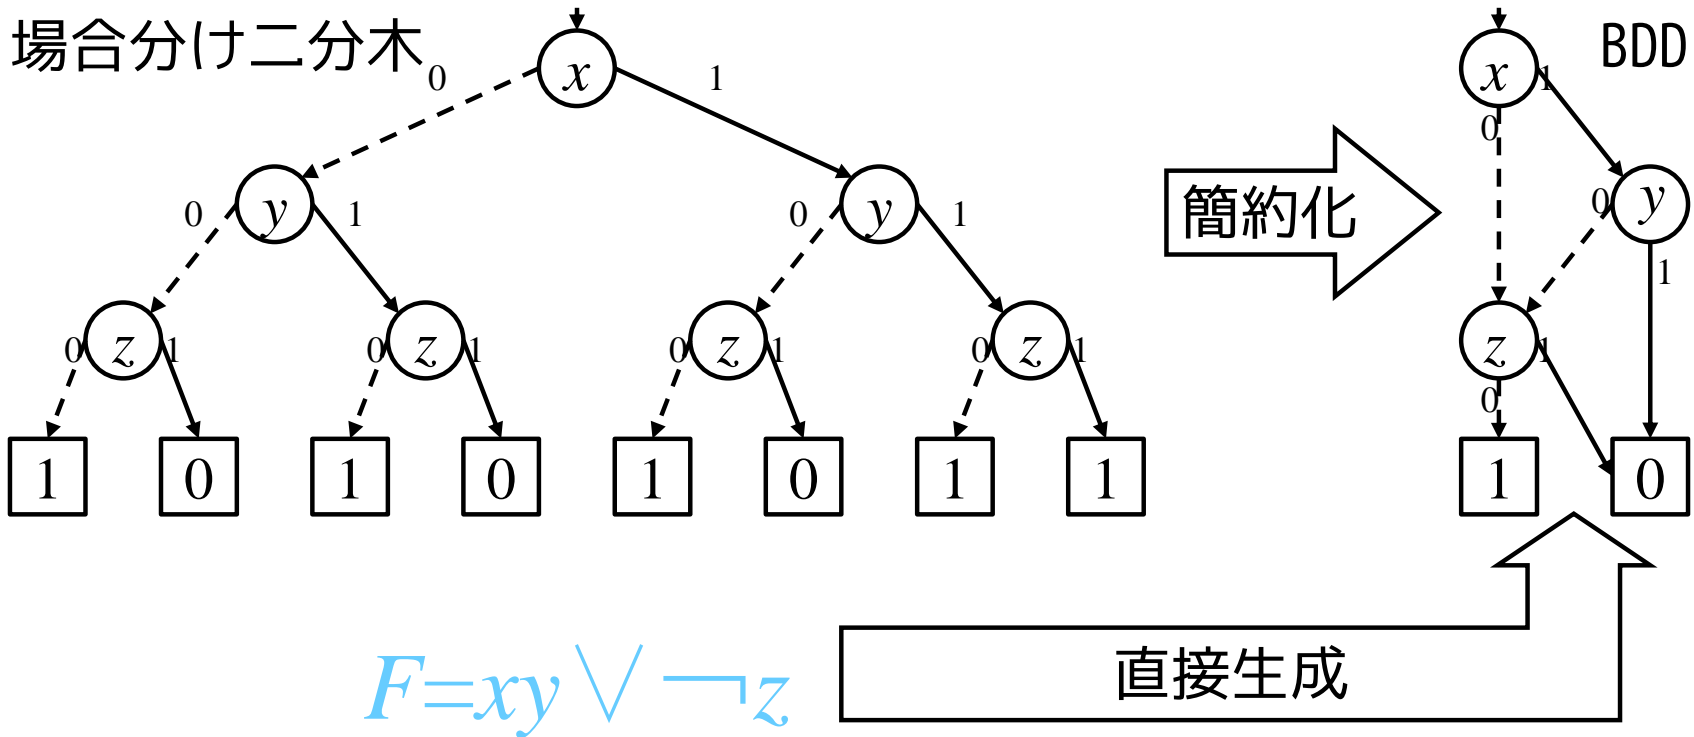 場合分け二分木
BDD
x
0 1
y y
0 1 0 1
z z z z
0 1 0 1 0 1 0 1
1 0 1 0 1 0 1 1
簡約化
x
1
0
y
0
1
z
1
0
1 0
直接生成
F=xy∨￢z